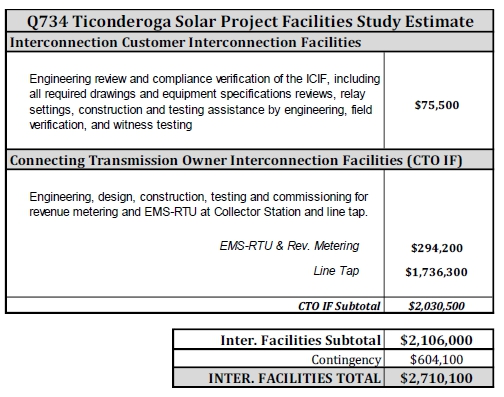 Q734 Ticonderoga Solar Project Facilities Study Estimate
Interconnection Customer Interconnection Facilities
Engineering review and compliance verification of the ICIF, including
all required drawings and equipment specifications reviews, relay
settings, construction and testing assistance by engineering, field
verification, and witness testing
$75,500
Connecting Transmission Owner Interconnection Facilities (CTO IF)
Engineering, design, construction, testing and commissioning for
revenue metering and EMS-RTU at Collector Station and line tap.
EMS-RTU & Rev. Metering $294,200
Line Tap $1,736,300
CTO IF Subtotal $2,030,500
Inter. Facilities Subtotal $2,106,000
Contingency $604,100
INTER. FACILITIES TOTAL $2,710,100